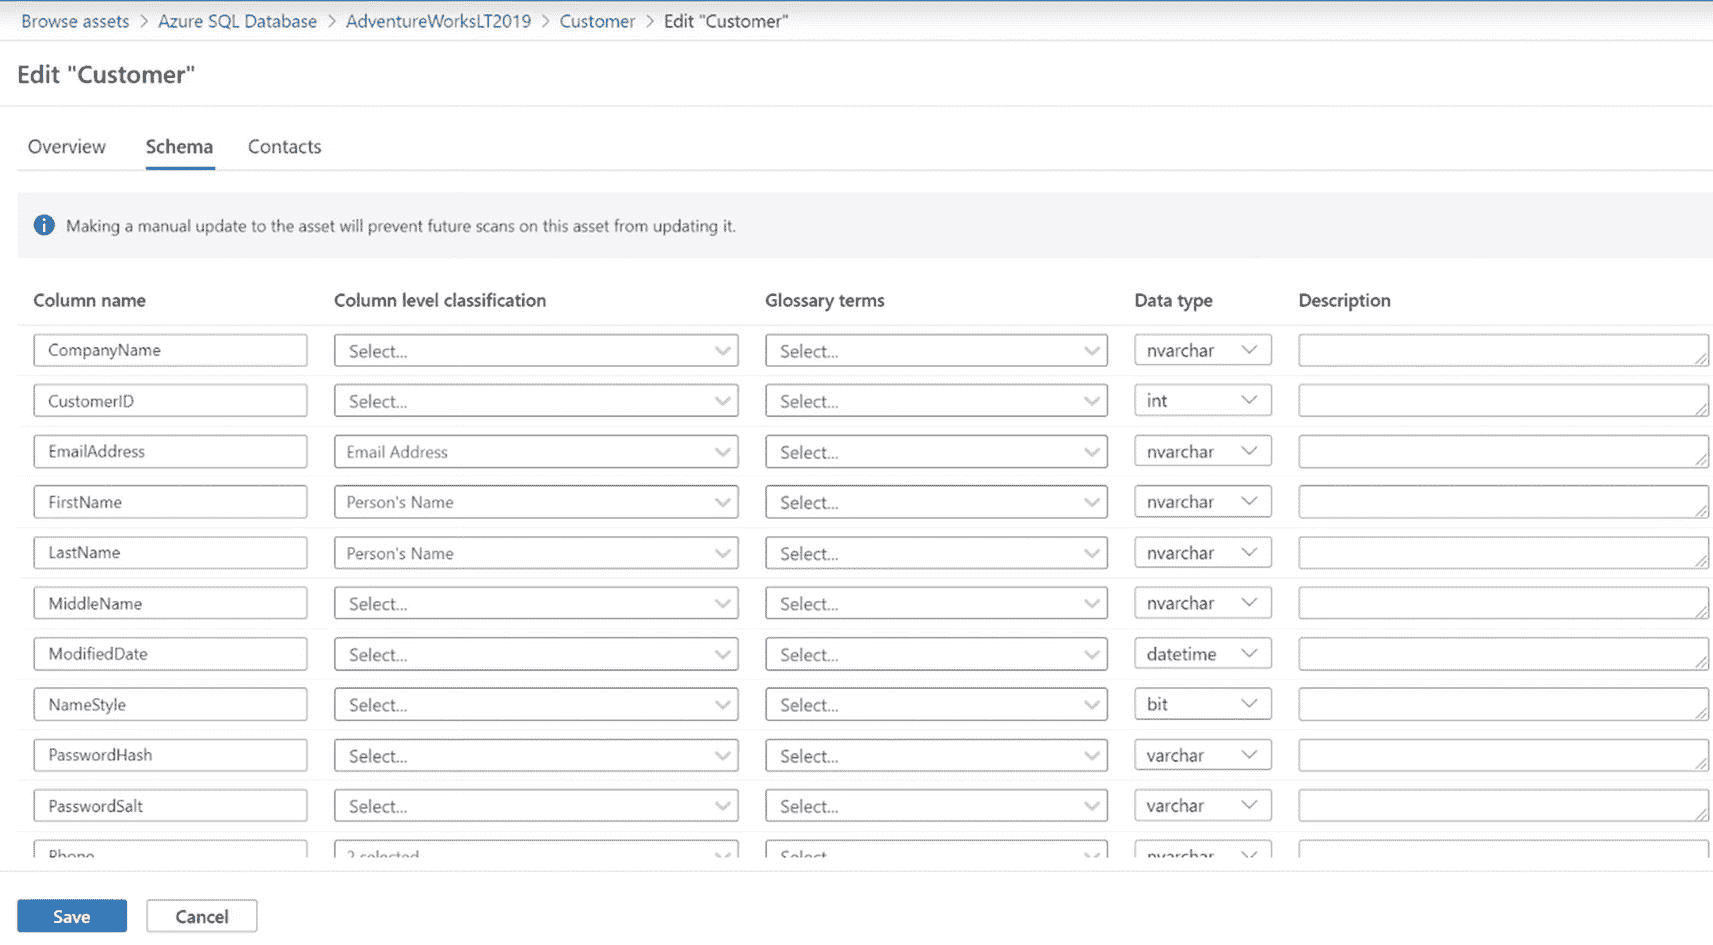 Browse assets > Azure SQL Database > AdventureWorksLT2019 > Customer > Edit "Customer"
Edit "Customer"
Overview Schema Contacts
Making a manual update to the asset will prevent future scans on this asset from updating it.
Column name Column level classification Glossary terms Data type Description
CompanyName Select... Select... nvarchar
CustomerID Select... Select... int
EmailAddress Email Address Select... nvarchar
FirstName Person's Name Select... nvarchar
LastName Person's Name Select... nvarchar
MiddleName Select... Select... nvarchar
ModifiedDate Select... Select... datetime
NameStyle Select... Select... bit
PasswordHash Select... Select... varchar
PasswordSalt Select... Select... varchar
Phone 2 selected Select... nvarchar
Save Cancel